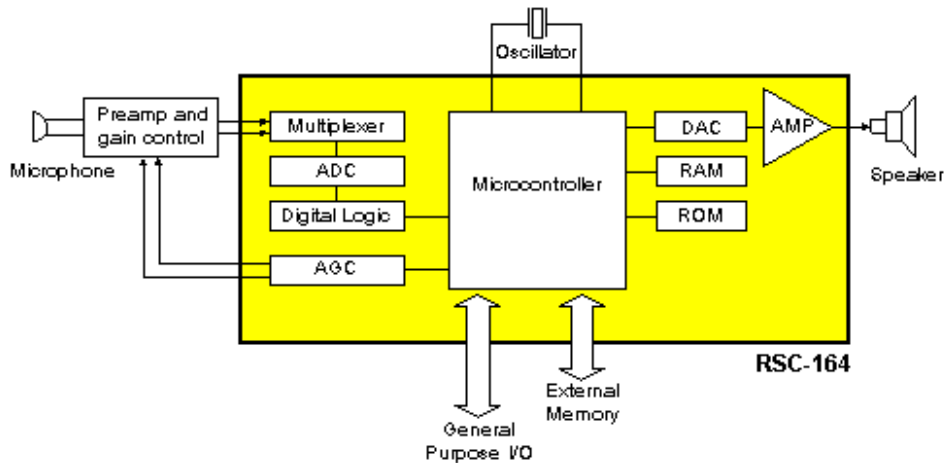 Oscillator
Preamp and
gain control
Microphone
Multiplexer
ADC
Digital Logic
AGC
Microcontroller
DAC
RAM
ROM
AMP
Speaker
RSC-164
General
Purpose I/O
External
Memory